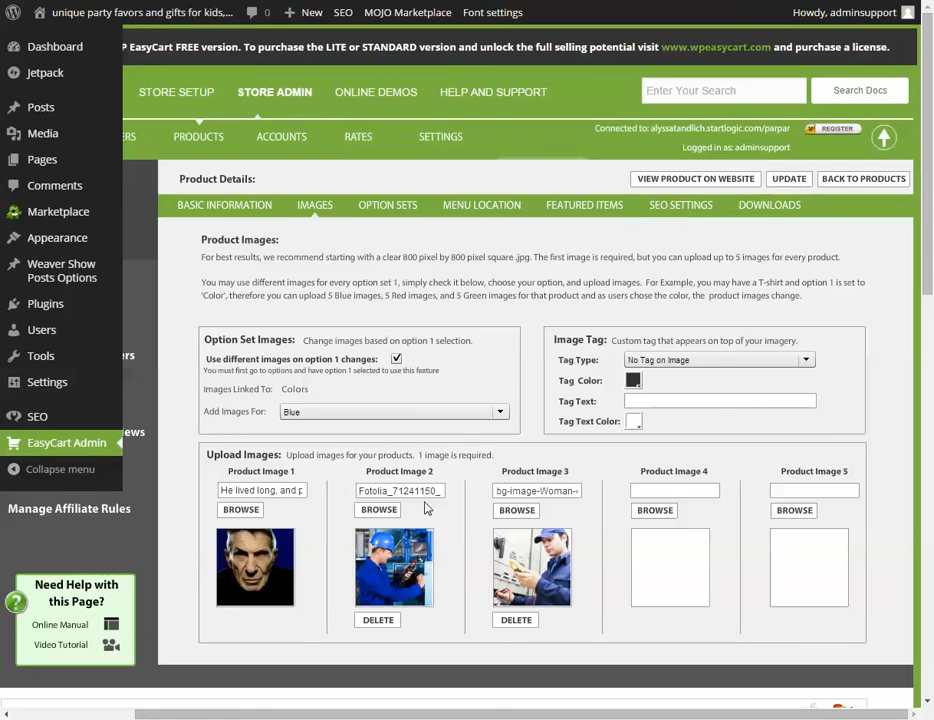 unique party favors and gifts for kids,... 0 New SEO MOJO Marketplace Font settings Howdy, adminsupport
P EasyCart FREE version. To purchase the LITE or STANDARD version and unlock the full selling potential visit www.wpeasycart.com and purchase a license.
Dashboard
Jetpack
Posts
Media
Pages
Comments
Marketplace
Appearance
Weaver Show
Posts Options
Plugins
Users
Tools
Settings
SEO
EasyCart Admin
Collapse menu
STORE SETUP STORE ADMIN ONLINE DEMOS HELP AND SUPPORT Enter Your Search Search Docs
ERS PRODUCTS ACCOUNTS RATES SETTINGS
Connected to: alyssatandlich.startlogic.com/parpar REGISTER
Logged in as: adminsupport
Product Details: VIEW PRODUCT ON WEBSITE UPDATE BACK TO PRODUCTS
BASIC INFORMATION IMAGES OPTION SETS MENU LOCATION FEATURED ITEMS SEO SETTINGS DOWNLOADS
Product Images:
For best results, we recommend starting with a clear 800 pixel by 800 pixel square .jpg. The first image is required, but you can upload up to 5 images for every product.
You may use different images for every option set 1, simply check it below, choose your option, and upload images. For Example, you may have a T-shirt and option 1 is set to
'Color', therefore you can upload 5 Blue images, 5 Red images, and 5 Green images for that product and as users chose the color, the product images change.
Option Set Images: Change images based on option 1 selection.
Use different images on option 1 changes:
You must first go to options and have option 1 selected to use this feature
Images Linked To: Colors
Add Images For: Blue
Image Tag: Custom tag that appears on top of your imagery.
Tag Type: No Tag on Image
Tag Color:
Tag Text:
Tag Text Color:
Upload Images: Upload images for your products. 1 image is required.
Product Image 1 Product Image 2 Product Image 3 Product Image 4 Product Image 5
He lived long, and p Fotolia_71241150_ bg-image-Woman-
BROWSE BROWSE BROWSE BROWSE BROWSE
DELETE DELETE
ers
ews
Manage Affiliate Rules
Need Help with
this Page?
Online Manual
Video Tutorial